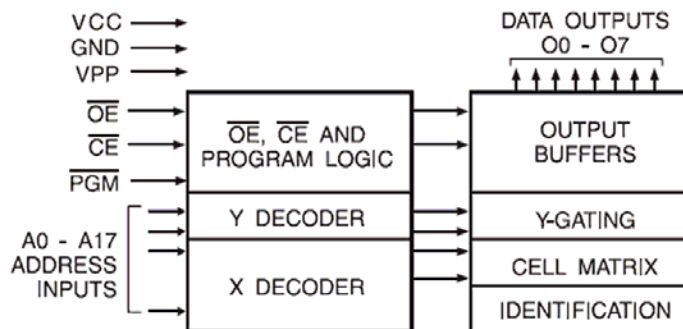 VCC
GND
VPP
OE
CE
PGM
A0 - A17
ADDRESS
INPUTS
OE, CE AND
PROGRAM LOGIC
Y DECODER
X DECODER
DATA OUTPUTS
O0 - O7
OUTPUT
BUFFERS
Y-GATING
CELL MATRIX
IDENTIFICATION